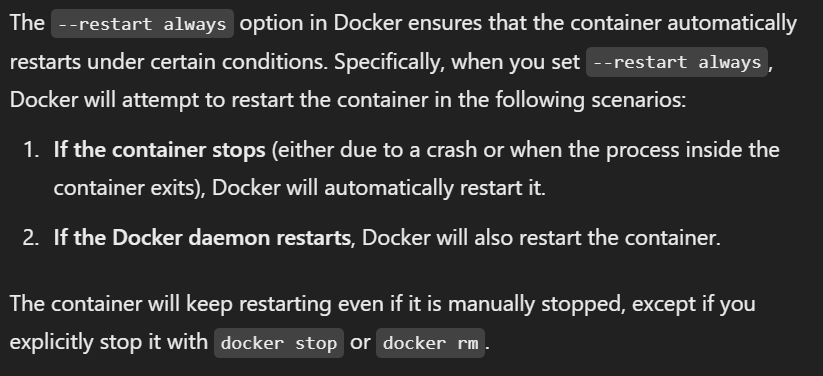 The --restart always option in Docker ensures that the container automatically
restarts under certain conditions. Specifically, when you set --restart always,
Docker will attempt to restart the container in the following scenarios:
1. If the container stops (either due to a crash or when the process inside the
container exits), Docker will automatically restart it.
2. If the Docker daemon restarts, Docker will also restart the container.
The container will keep restarting even if it is manually stopped, except if you
explicitly stop it with docker stop or docker rm.